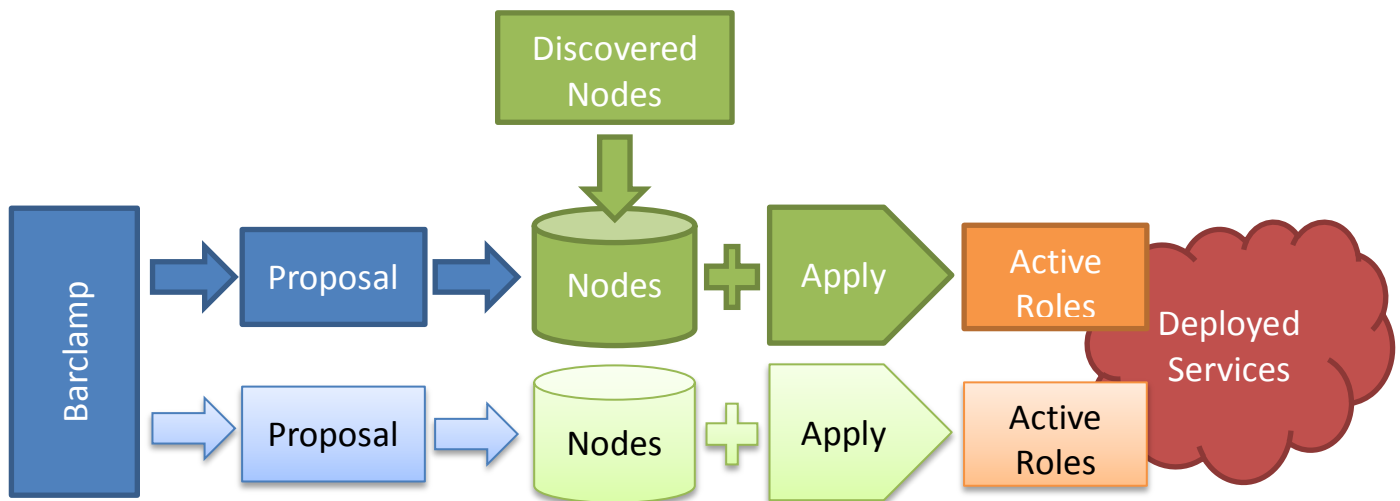 Discovered
Nodes
Barclamp
Proposal
Nodes
Apply
Active
Roles
Deployed
Services
Proposal
Nodes
Apply
Active
Roles